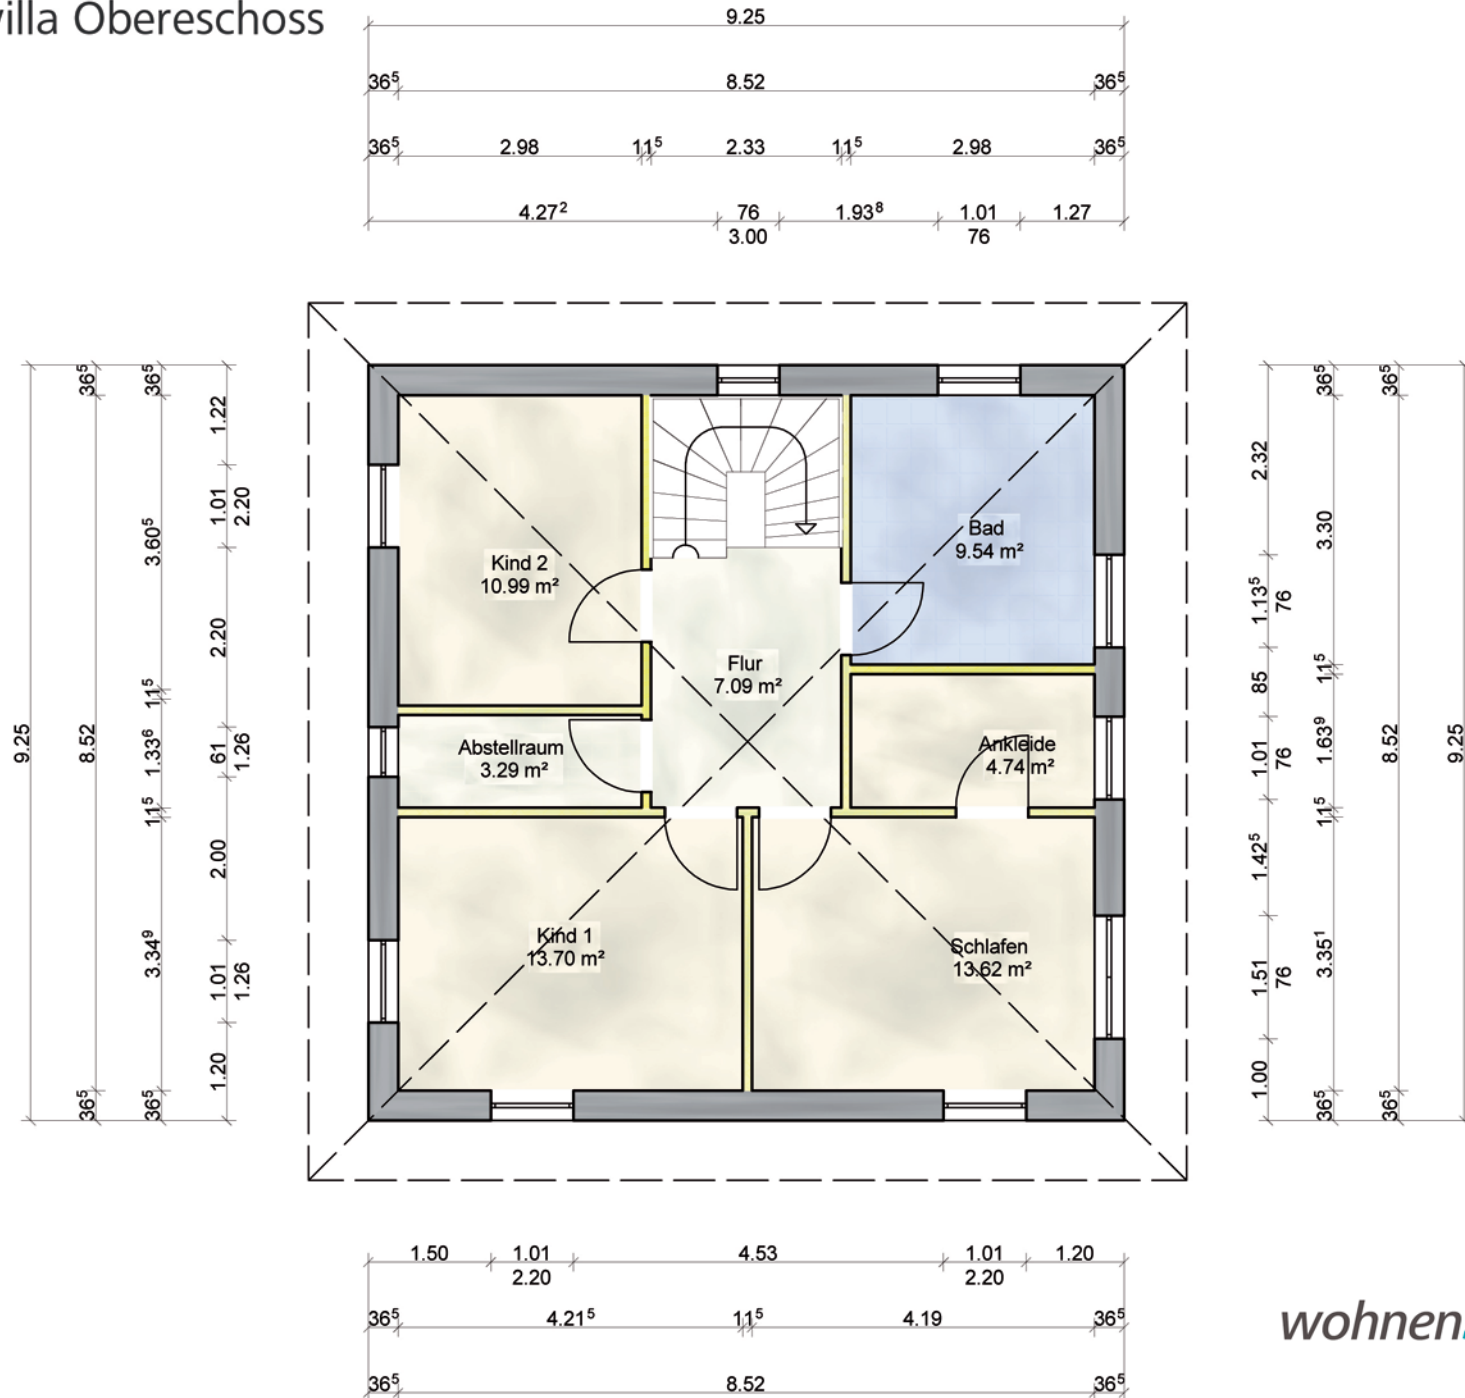 villa Obereschoss
9.25
36⁵ 8.52 36⁵
36⁵ 2.98 11⁵ 2.33 11⁵ 2.98 36⁵
4.27² 76 1.93⁸ 1.01 1.27
3.00 76
9.25
36⁵ 8.52 36⁵
36⁵ 3.60⁵ 11⁵ 1.33⁶ 11⁵ 3.34⁹ 36⁵
1.22 1.01 2.20 61 2.00 1.01 1.20
2.20 1.26 1.26
Kind 2
10.99 m²
Bad
9.54 m²
Flur
7.09 m²
Abstellraum
3.29 m²
Ankleide
4.74 m²
Kind 1
13.70 m²
Schlafen
13.62 m²
2.32 1.13⁵ 85 1.01 1.42⁵ 1.51 1.00
76 76 76
36⁵ 3.30 11⁵ 1.63⁹ 11⁵ 3.35¹ 36⁵
36⁵ 8.52 36⁵
9.25
1.50 1.01 4.53 1.01 1.20
2.20 2.20
36⁵ 4.21⁵ 11⁵ 4.19 36⁵
36⁵ 8.52 36⁵
wohnen